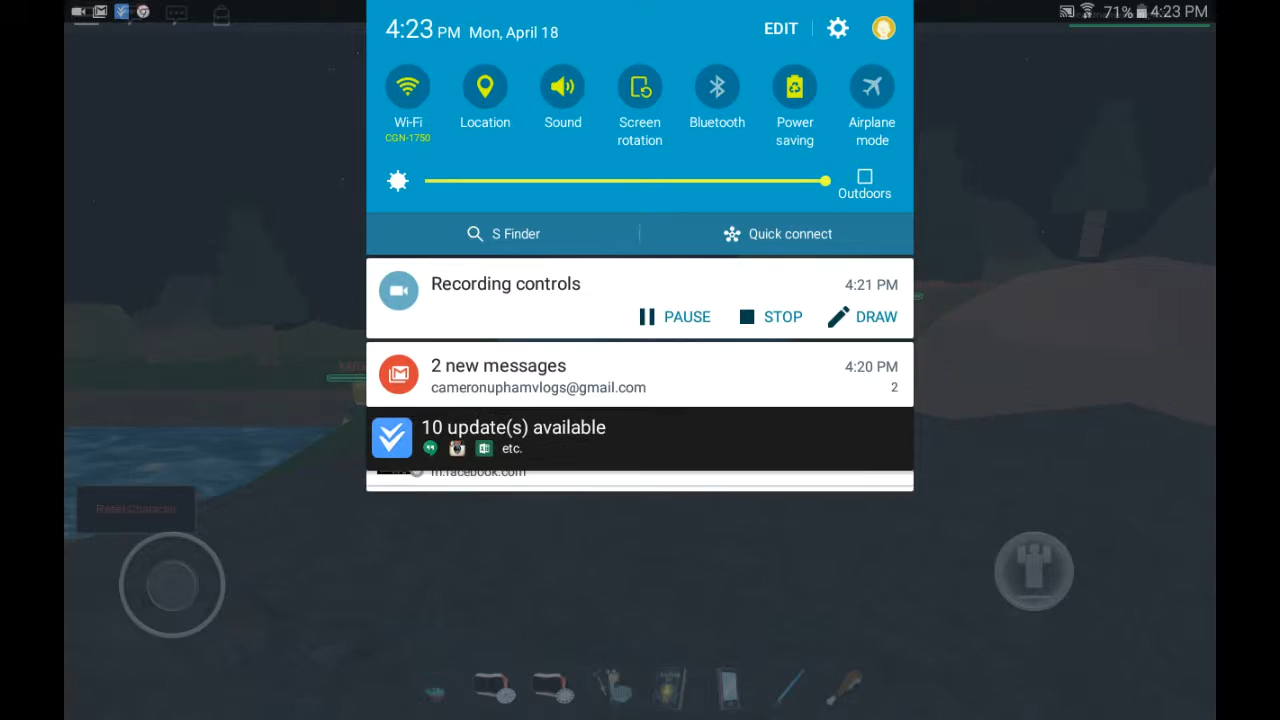 71% 4:23 PM
4:23 PM Mon, April 18
EDIT
Wi-Fi
CGN-1750
Location
Sound
Screen rotation
Bluetooth
Power saving
Airplane mode
Outdoors
S Finder
Quick connect
Recording controls
4:21 PM
PAUSE
STOP
DRAW
2 new messages
4:20 PM
cameronuphamvlogs@gmail.com
2
10 update(s) available
etc.
m.facebook.com
Reset Character